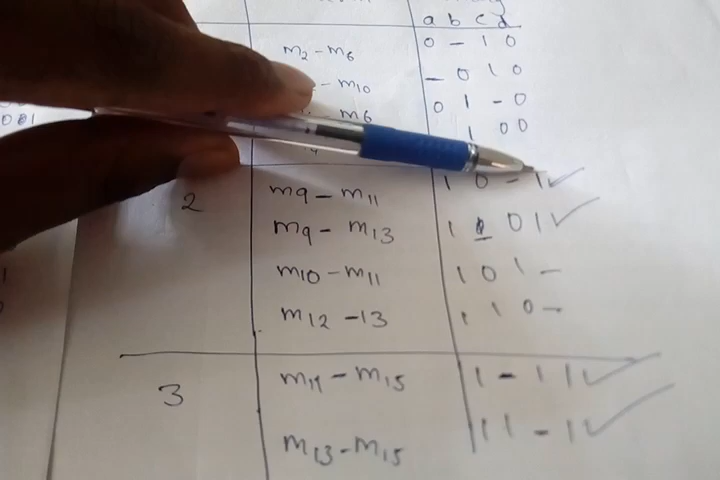 a b c d
m2 - m6 0 - 1 0
- m10 - 0 1 0
m6 0 1 - 0
001 1 0 0
m9 - m11 1 0 - 1 ✓
2 m9 - m13 1 0 1 ✓
m10 - m11 1 0 1 -
m12 - 13 1 1 0 -
m11 - m15 1 - 1 1 ✓
3
m13 - m15 1 1 - 1 ✓